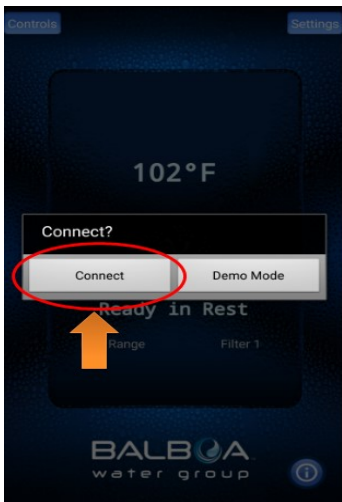 Controls Settings
102°F
Connect?
Connect Demo Mode
Ready in Rest
Range Filter 1
BALBOA
water group